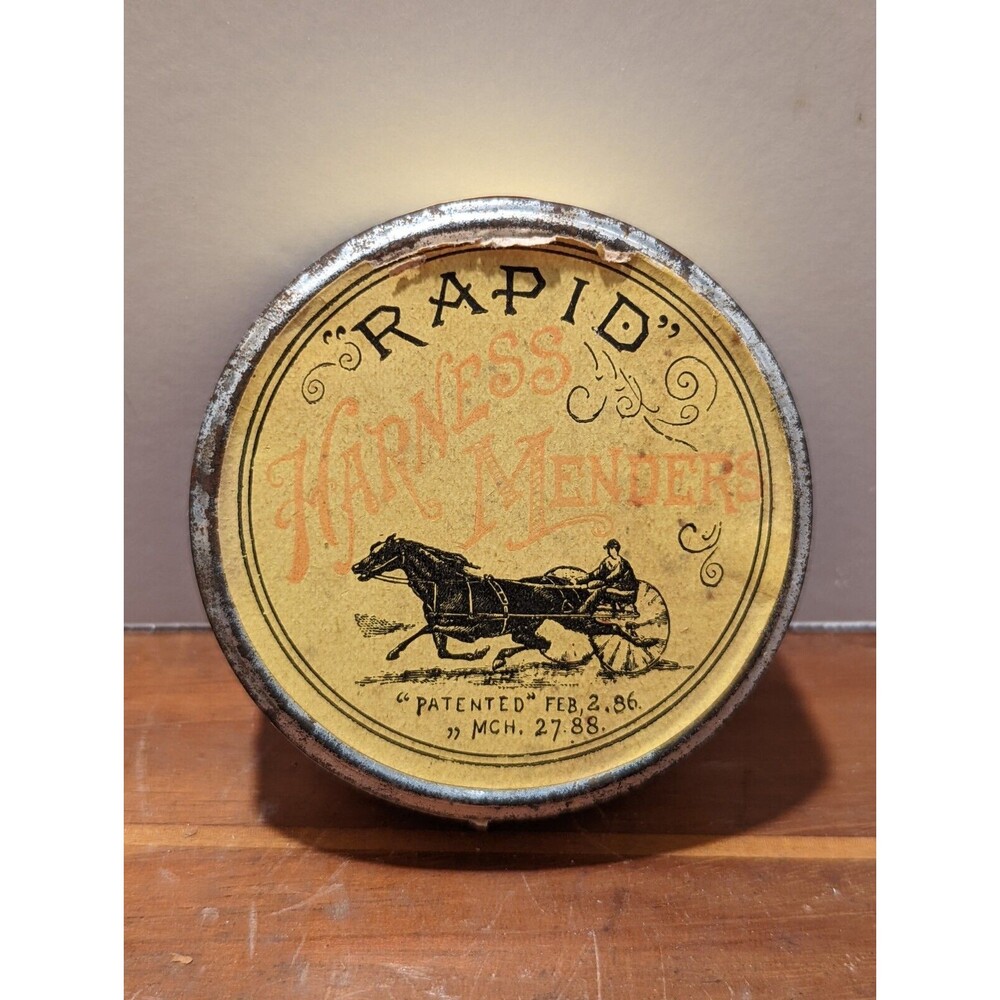 "RAPID"
HARNESS
MENDERS
"PATENTED" FEB, 2. 86.
„ MCH. 27. 88.